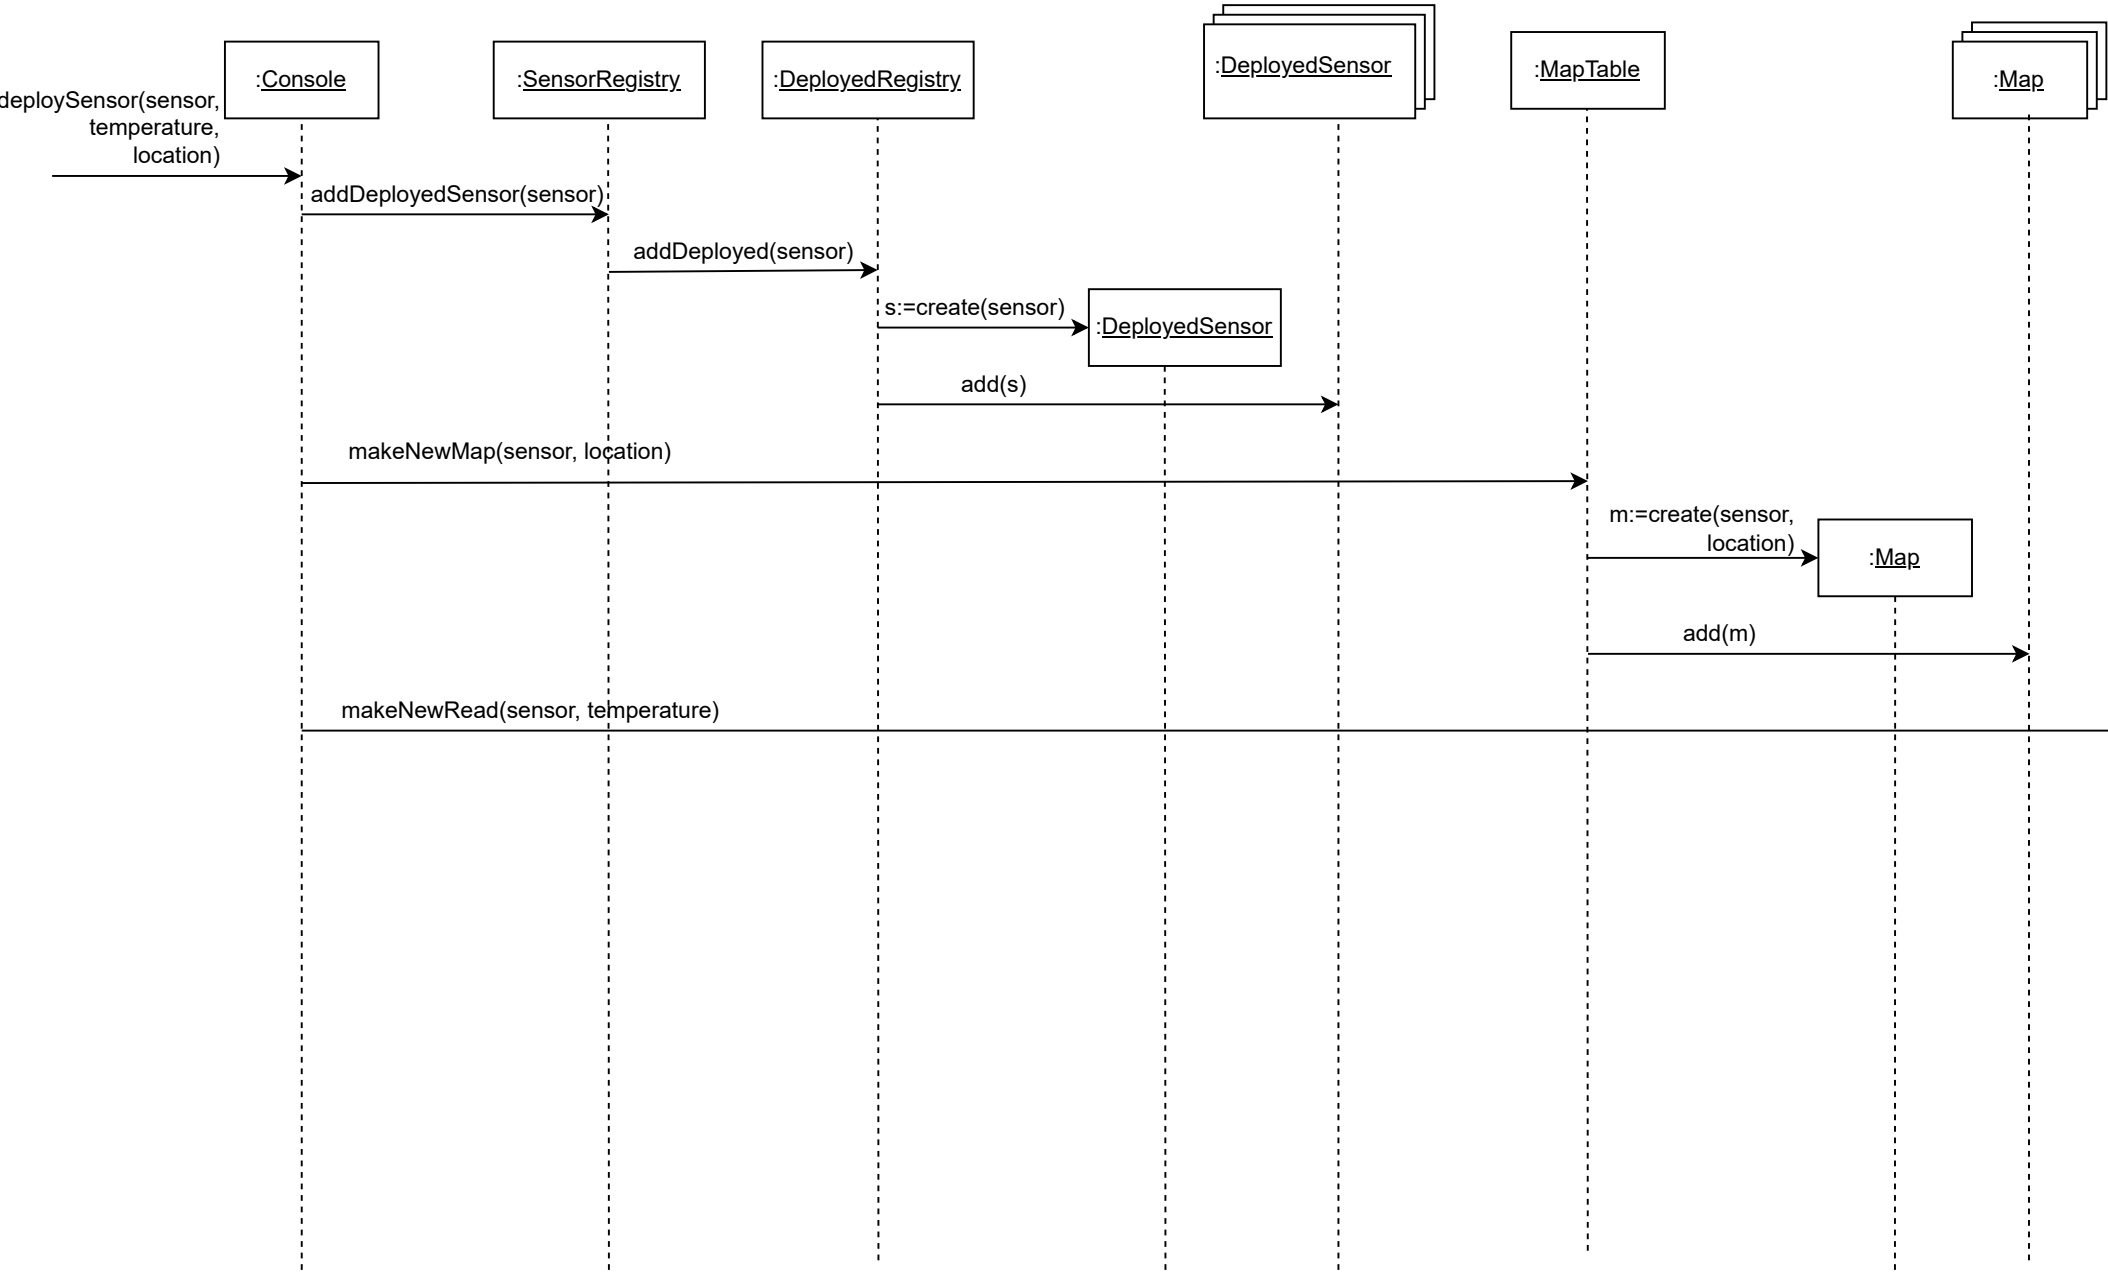 :Console
:SensorRegistry
:DeployedRegistry
:DeployedSensor
:MapTable
:Map
deploySensor(sensor,
temperature,
location)
addDeployedSensor(sensor)
addDeployed(sensor)
s:=create(sensor)
:DeployedSensor
add(s)
makeNewMap(sensor, location)
m:=create(sensor,
location)
:Map
add(m)
makeNewRead(sensor, temperature)